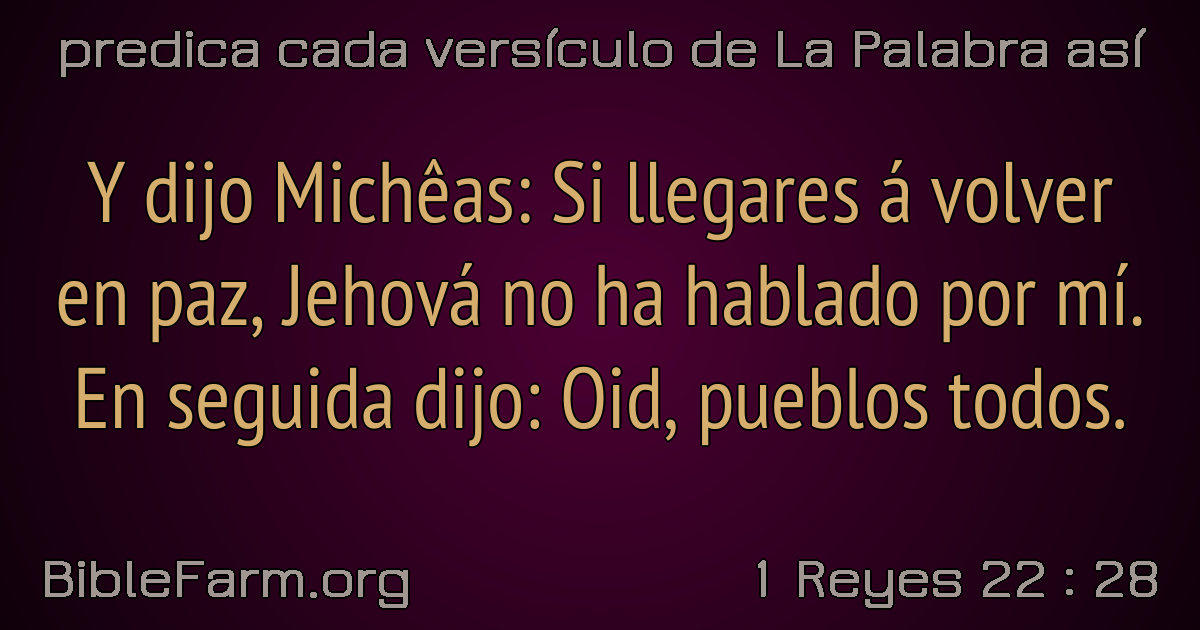 predica cada versículo de La Palabra así
Y dijo Michêas: Si llegares á volver
en paz, Jehová no ha hablado por mí.
En seguida dijo: Oid, pueblos todos.
BibleFarm.org
1 Reyes 22 : 28